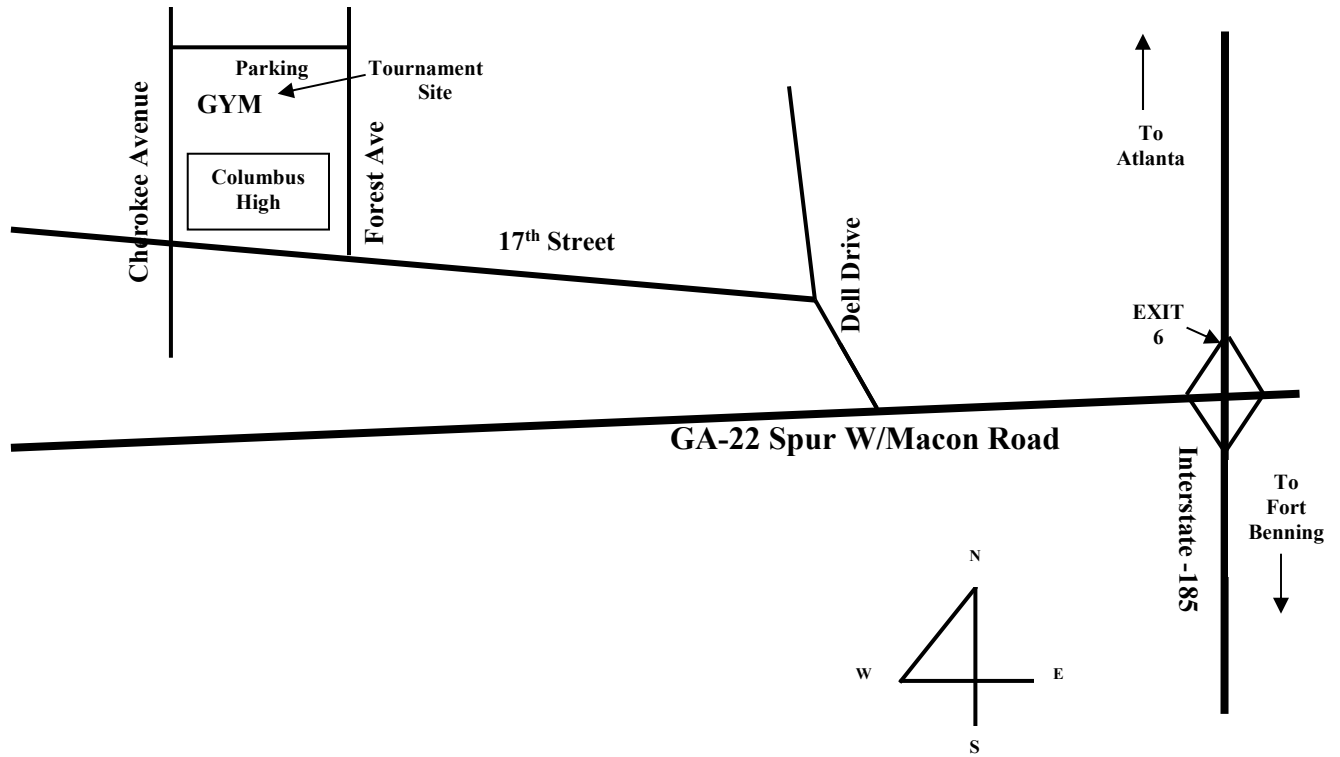 Parking
Tournament
Site
GYM
To
Atlanta
Cherokee Avenue
Forest Ave
Columbus
High
17th Street
Dell Drive
EXIT
6
GA-22 Spur W/Macon Road
Interstate -185
To
Fort
Benning
N
W
E
S